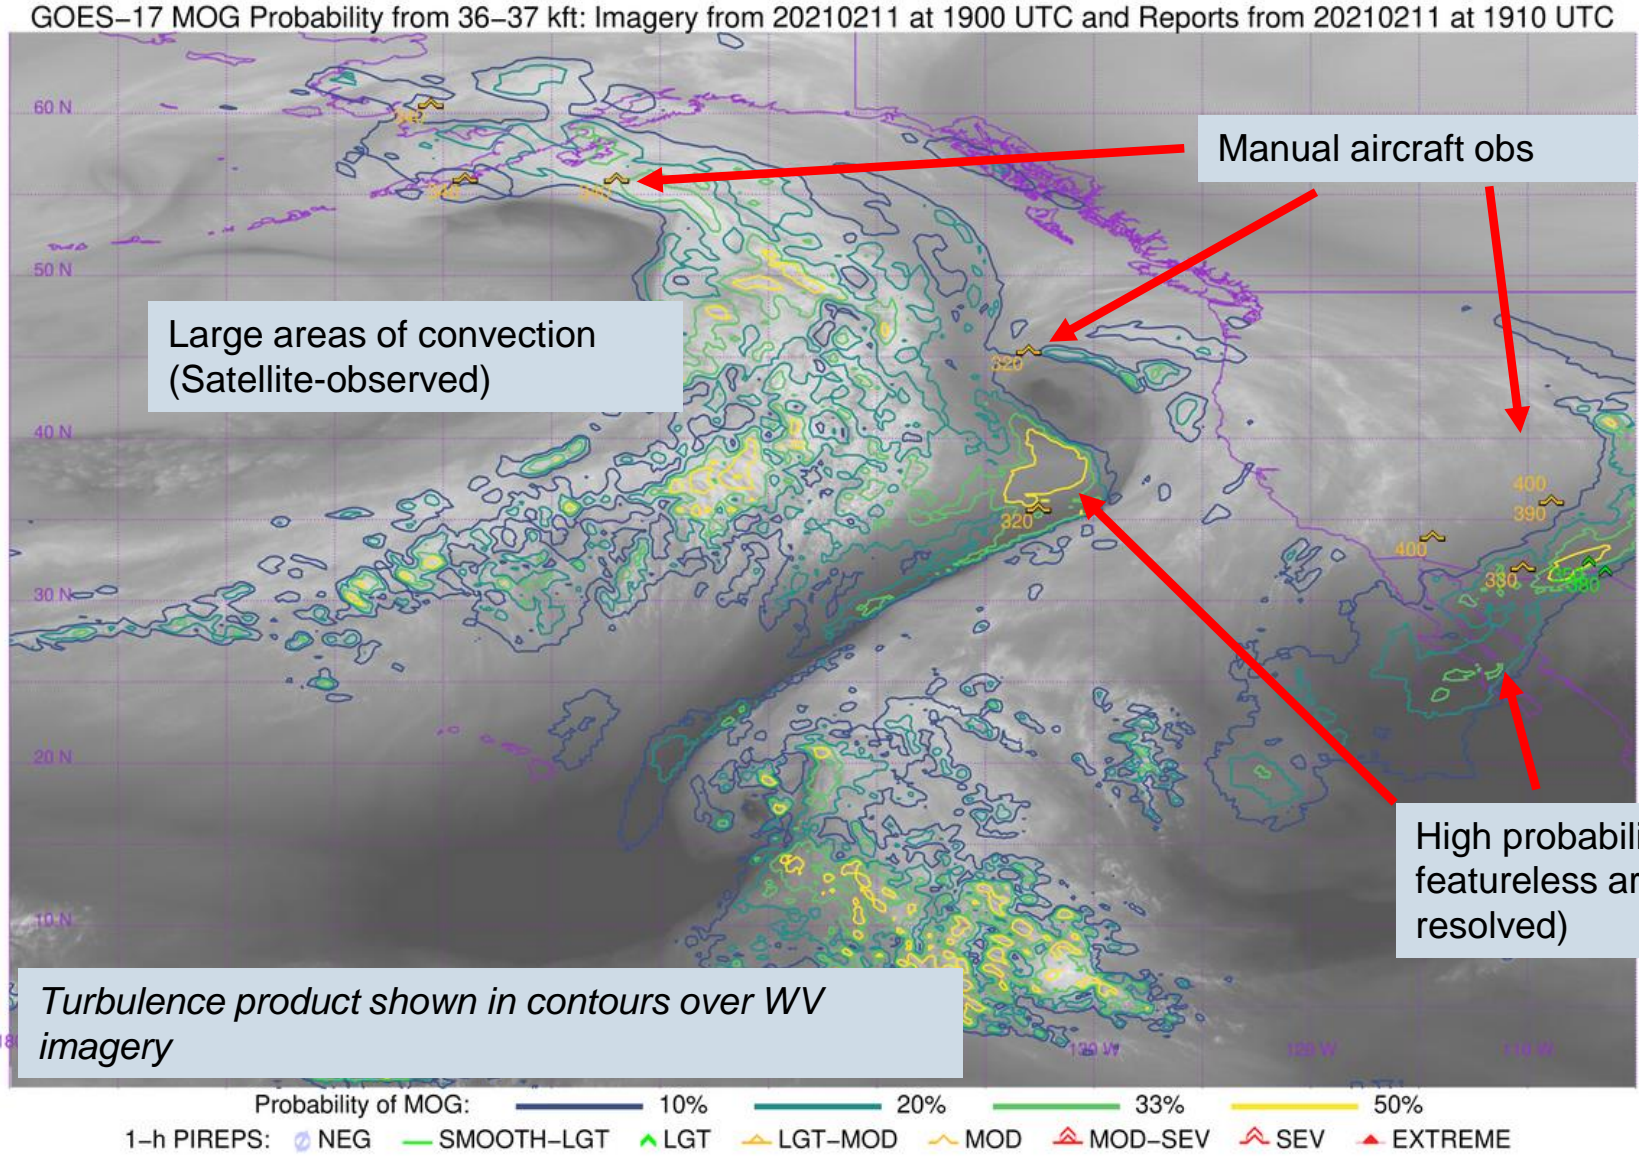 GOES-17 MOG Probability from 36-37 kft: Imagery from 20210211 at 1900 UTC and Reports from 20210211 at 1910 UTC
60 N
Manual aircraft obs
50 N
Large areas of convection
(Satellite-observed)
320
40 N
400
320
390
400
330
30 N
20 N
High
featureless
resolved)
10 N
Turbulence product shown in contours over WV
imagery
130 W
120 W
110 W
Probability of MOG: 10% 20% 33% 50%
1-h PIREPS: NEG SMOOTH-LGT LGT LGT-MOD MOD MOD-SEV SEV EXTREME